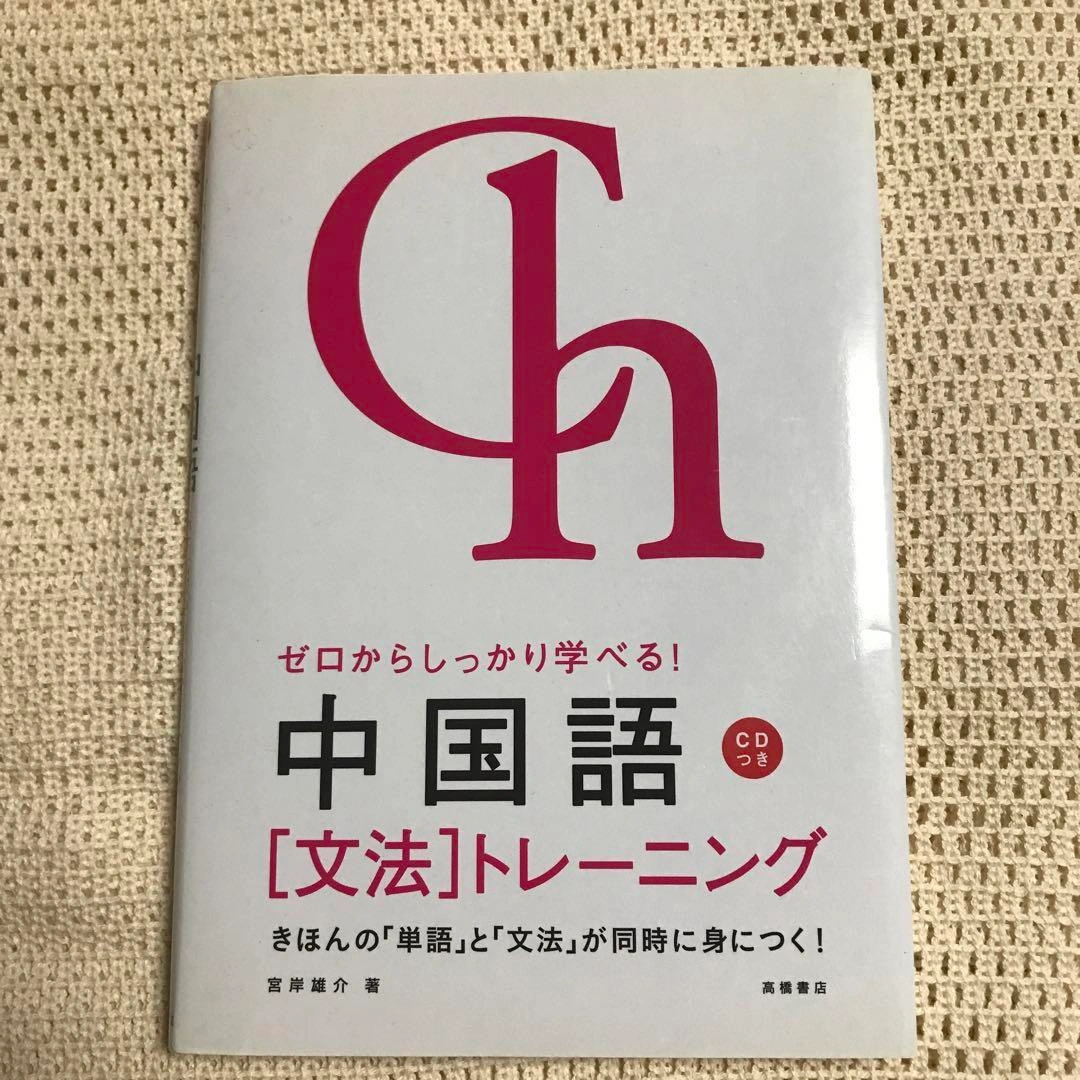 Ch
ゼロからしっかり学べる!
中国語
CD
つき
[文法]トレーニング
きほんの「単語」と「文法」が同時に身につく!
宮岸雄介 著
高橋書店